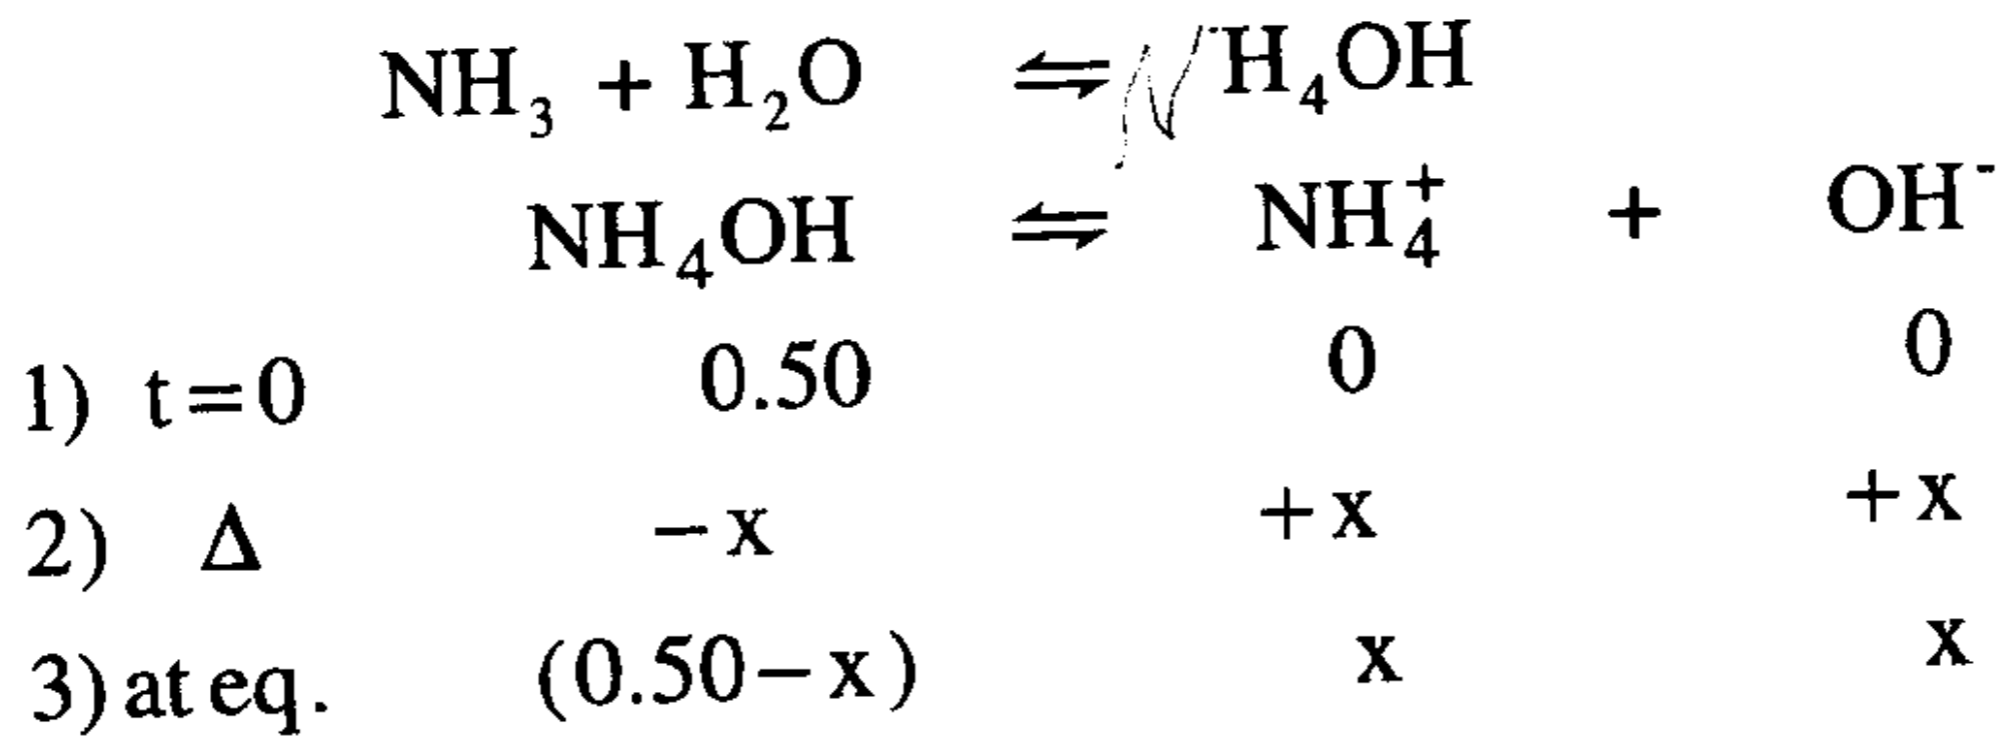 NH₃ + H₂O ⇌ NH₄OH
NH₄OH ⇌ NH₄⁺ + OH⁻
1) t=0 0.50 0 0
2) Δ −x +x +x
3) at eq. (0.50−x) x x